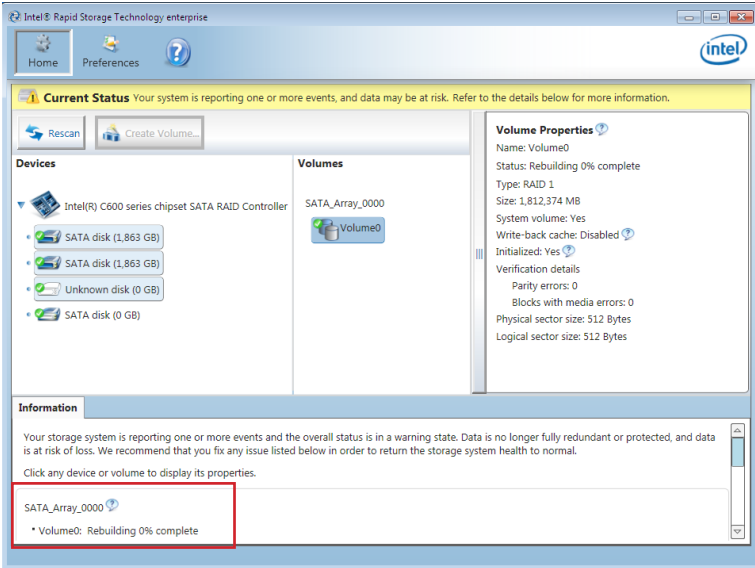 Intel® Rapid Storage Technology enterprise
Home
Preferences
intel
Current Status Your system is reporting one or more events, and data may be at risk. Refer to the details below for more information.
Rescan
Create Volume...
Devices
Intel(R) C600 series chipset SATA RAID Controller
SATA disk (1,863 GB)
SATA disk (1,863 GB)
Unknown disk (0 GB)
SATA disk (0 GB)
Volumes
SATA_Array_0000
Volume0
Volume Properties
Name: Volume0
Status: Rebuilding 0% complete
Type: RAID 1
Size: 1,812,374 MB
System volume: Yes
Write-back cache: Disabled
Initialized: Yes
Verification details
Parity errors: 0
Blocks with media errors: 0
Physical sector size: 512 Bytes
Logical sector size: 512 Bytes
Information
Your storage system is reporting one or more events and the overall status is in a warning state. Data is no longer fully redundant or protected, and data
is at risk of loss. We recommend that you fix any issue listed below in order to return the storage system health to normal.
Click any device or volume to display its properties.
SATA_Array_0000
• Volume0: Rebuilding 0% complete